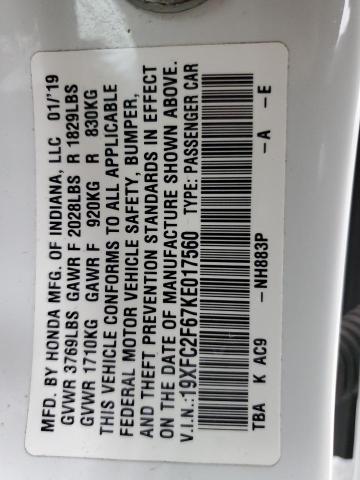 MFD. BY HONDA MFG. OF INDIANA, LLC 01/'19
GVWR 3769LBS GAWR F 2028LBS R 1829LBS
GVWR 1710KG GAWR F 920KG R 830KG
THIS VEHICLE CONFORMS TO ALL APPLICABLE
FEDERAL MOTOR VEHICLE SAFETY, BUMPER,
AND THEFT PREVENTION STANDARDS IN EFFECT
ON THE DATE OF MANUFACTURE SHOWN ABOVE.
V.I.N.:19XFC2F67KE017560 TYPE: PASSENGER CAR
TBA K AC9 -NH883P -A -E